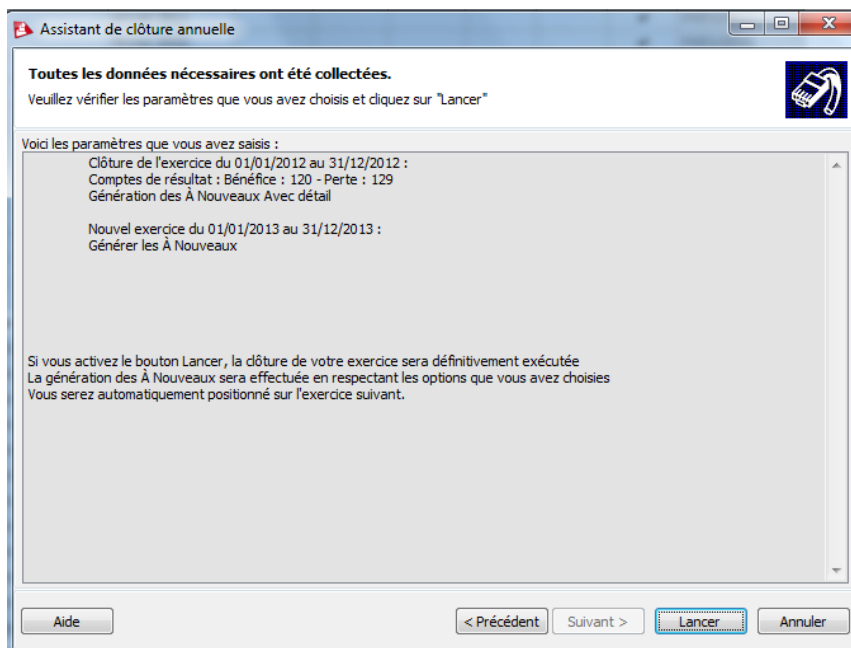 Assistant de clôture annuelle
Toutes les données nécessaires ont été collectées.
Veuillez vérifier les paramètres que vous avez choisis et cliquez sur "Lancer"
Voici les paramètres que vous avez saisis :
Clôture de l'exercice du 01/01/2012 au 31/12/2012 :
Comptes de résultat : Bénéfice : 120 - Perte : 129
Génération des À Nouveaux Avec détail
Nouvel exercice du 01/01/2013 au 31/12/2013 :
Générer les À Nouveaux
Si vous activez le bouton Lancer, la clôture de votre exercice sera définitivement exécutée
La génération des À Nouveaux sera effectuée en respectant les options que vous avez choisies
Vous serez automatiquement positionné sur l'exercice suivant.
Aide < Précédent Suivant > Lancer Annuler